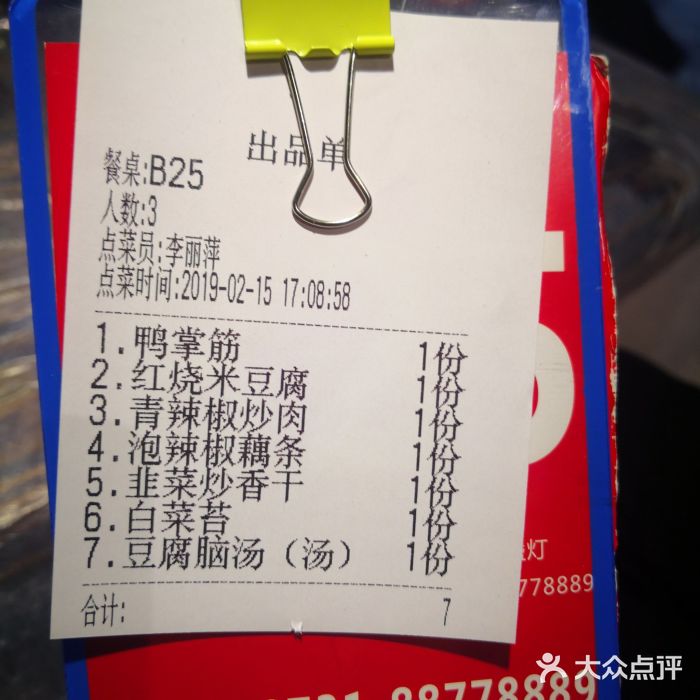 出品单
餐桌:B25
人数:3
点菜员:李丽萍
点菜时间:2019-02-15 17:08:58
1.鸭掌筋 1份
2.红烧米豆腐 1份
3.青辣椒炒肉 1份
4.泡辣椒藕条 1份
5.韭菜炒香干 1份
6.白菜苔 1份
7.豆腐脑汤（汤） 1份
合计: 7
灯
778889
88778889
大众点评